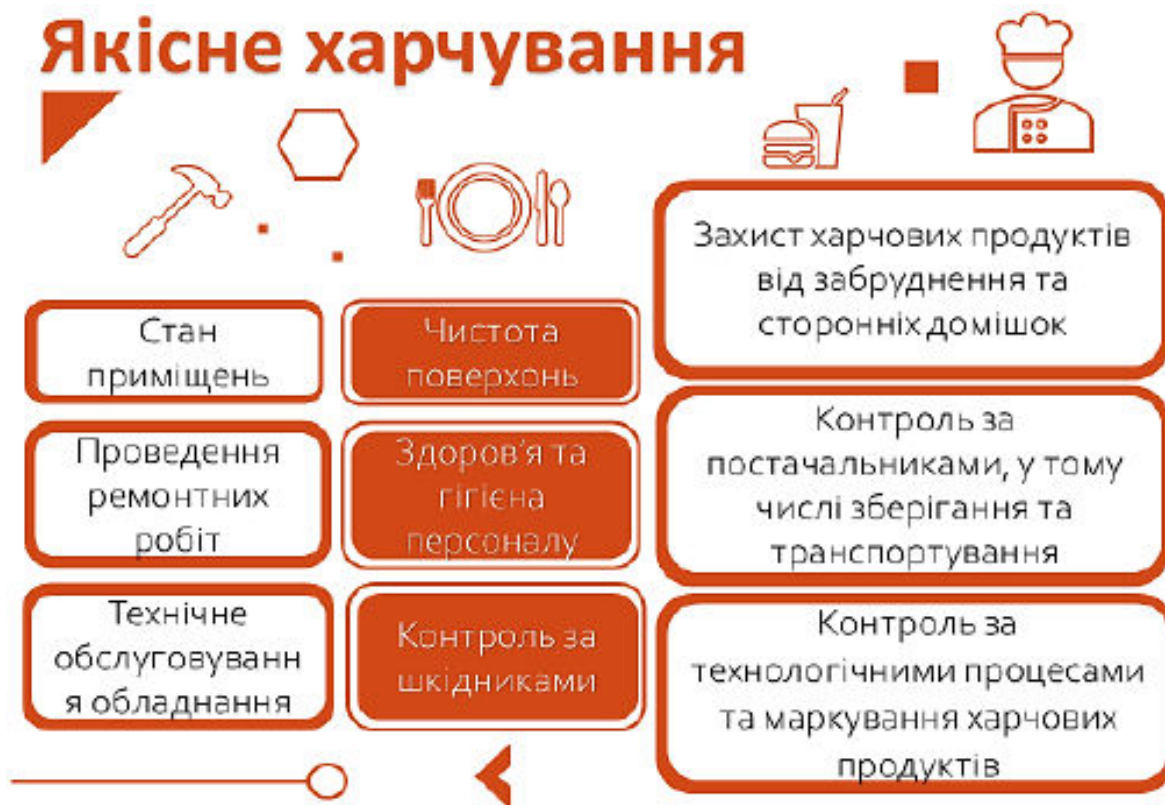 Якісне харчування
Стан
приміщень
Проведення
ремонтних
робіт
Технічне
обслуговуванн
я обладнання
Чистота
поверхонь
Здоров'я та
гігієна
персоналу
Контроль за
шкідниками
Захист харчових продуктів
від забруднення та
сторонніх домішок
Контроль за
постачальниками, у тому
числі зберігання та
транспортування
Контроль за
технологічними процесами
та маркування харчових
продуктів